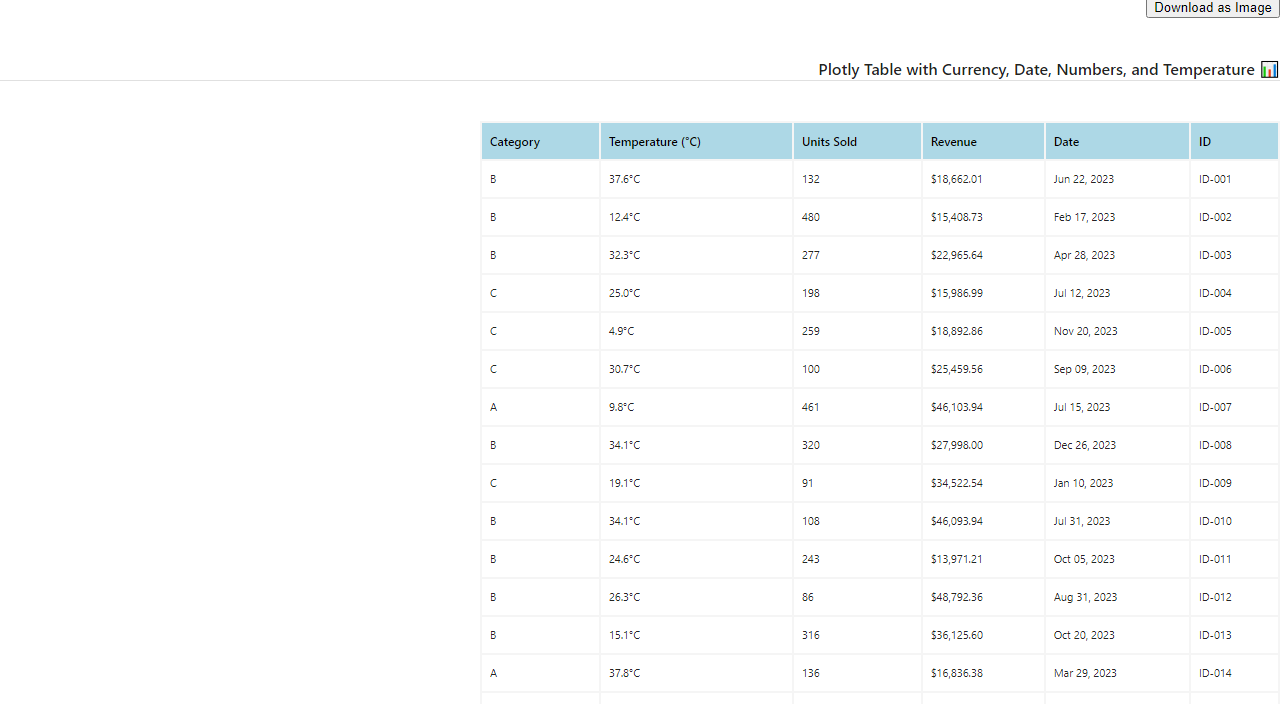 Download as Image
Plotly Table with Currency, Date, Numbers, and Temperature 📊
Category Temperature (°C) Units Sold Revenue Date ID
B 37.6°C 132 $18,662.01 Jun 22, 2023 ID-001
B 12.4°C 480 $15,408.73 Feb 17, 2023 ID-002
B 32.3°C 277 $22,965.64 Apr 28, 2023 ID-003
C 25.0°C 198 $15,986.99 Jul 12, 2023 ID-004
C 4.9°C 259 $18,892.86 Nov 20, 2023 ID-005
C 30.7°C 100 $25,459.56 Sep 09, 2023 ID-006
A 9.8°C 461 $46,103.94 Jul 15, 2023 ID-007
B 34.1°C 320 $27,998.00 Dec 26, 2023 ID-008
C 19.1°C 91 $34,522.54 Jan 10, 2023 ID-009
B 34.1°C 108 $46,093.94 Jul 31, 2023 ID-010
B 24.6°C 243 $13,971.21 Oct 05, 2023 ID-011
B 26.3°C 86 $48,792.36 Aug 31, 2023 ID-012
B 15.1°C 316 $36,125.60 Oct 20, 2023 ID-013
A 37.8°C 136 $16,836.38 Mar 29, 2023 ID-014